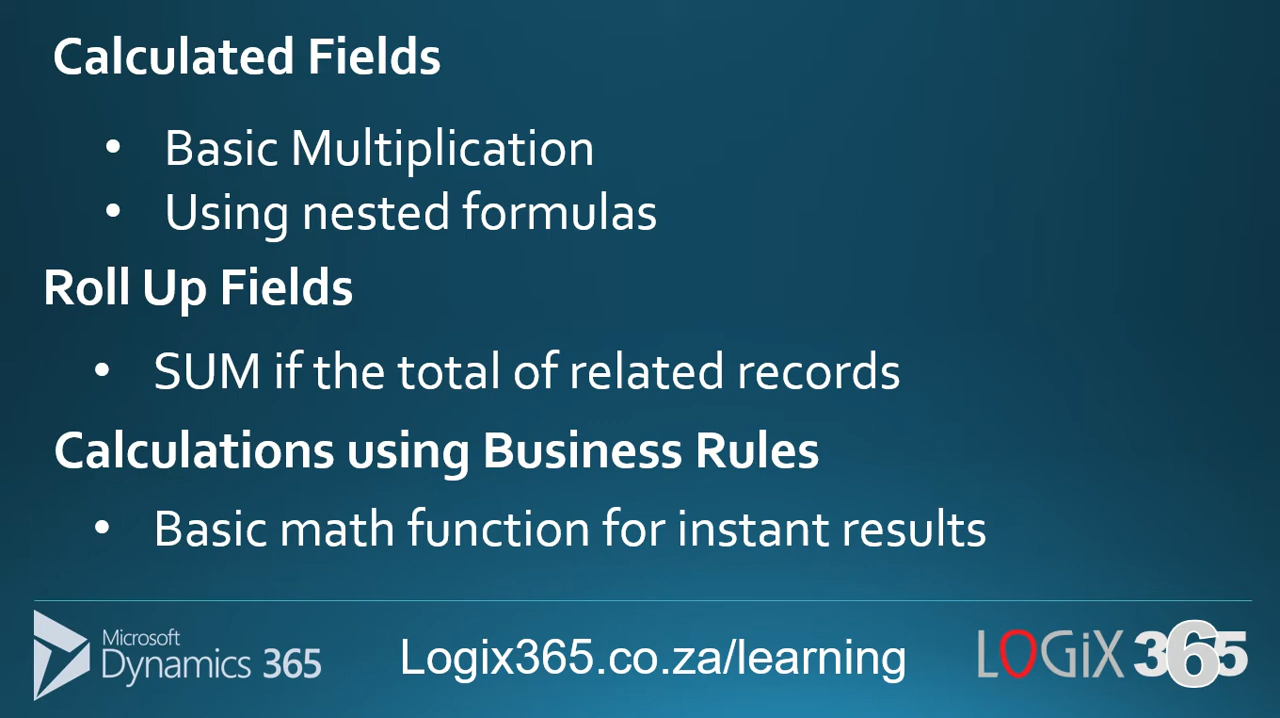 Calculated Fields
• Basic Multiplication
• Using nested formulas
Roll Up Fields
• SUM if the total of related records
Calculations using Business Rules
• Basic math function for instant results
Microsoft
Dynamics 365
Logix365.co.za/learning
LOGiX 365